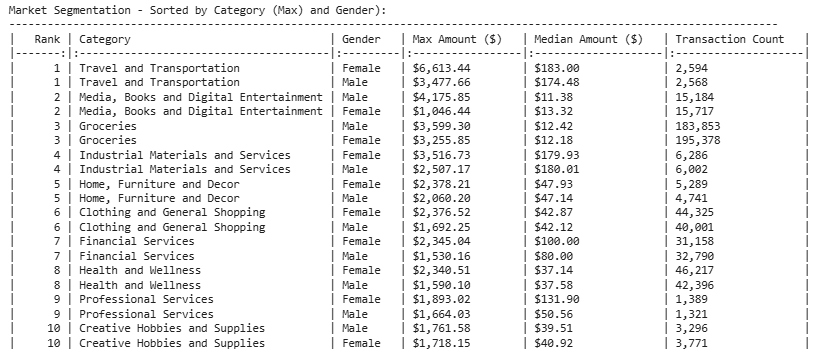 Market Segmentation - Sorted by Category (Max) and Gender):
--------------------------------------------------------------------------------------------------------------
| Rank | Category | Gender | Max Amount ($) | Median Amount ($) | Transaction Count |
|-------:|:----------------------------------|:---------|:-----------------|:--------------------|:--------------------|
| 1 | Travel and Transportation | Female | $6,613.44 | $183.00 | 2,594 |
| 1 | Travel and Transportation | Male | $3,477.66 | $174.48 | 2,568 |
| 2 | Media, Books and Digital Entertainment | Male | $4,175.85 | $11.38 | 15,184 |
| 2 | Media, Books and Digital Entertainment | Female | $1,046.44 | $13.32 | 15,717 |
| 3 | Groceries | Male | $3,599.30 | $12.42 | 183,853 |
| 3 | Groceries | Female | $3,255.85 | $12.18 | 195,378 |
| 4 | Industrial Materials and Services | Female | $3,516.73 | $179.93 | 6,286 |
| 4 | Industrial Materials and Services | Male | $2,507.17 | $180.01 | 6,002 |
| 5 | Home, Furniture and Decor | Female | $2,378.21 | $47.93 | 5,289 |
| 5 | Home, Furniture and Decor | Male | $2,060.20 | $47.14 | 4,741 |
| 6 | Clothing and General Shopping | Female | $2,376.52 | $42.87 | 44,325 |
| 6 | Clothing and General Shopping | Male | $1,692.25 | $42.12 | 40,001 |
| 7 | Financial Services | Female | $2,345.04 | $100.00 | 31,158 |
| 7 | Financial Services | Male | $1,530.16 | $80.00 | 32,790 |
| 8 | Health and Wellness | Female | $2,340.51 | $37.14 | 46,217 |
| 8 | Health and Wellness | Male | $1,590.10 | $37.58 | 42,396 |
| 9 | Professional Services | Female | $1,893.02 | $131.90 | 1,389 |
| 9 | Professional Services | Male | $1,664.03 | $50.56 | 1,321 |
| 10 | Creative Hobbies and Supplies | Male | $1,761.58 | $39.51 | 3,296 |
| 10 | Creative Hobbies and Supplies | Female | $1,718.15 | $40.92 | 3,771 |